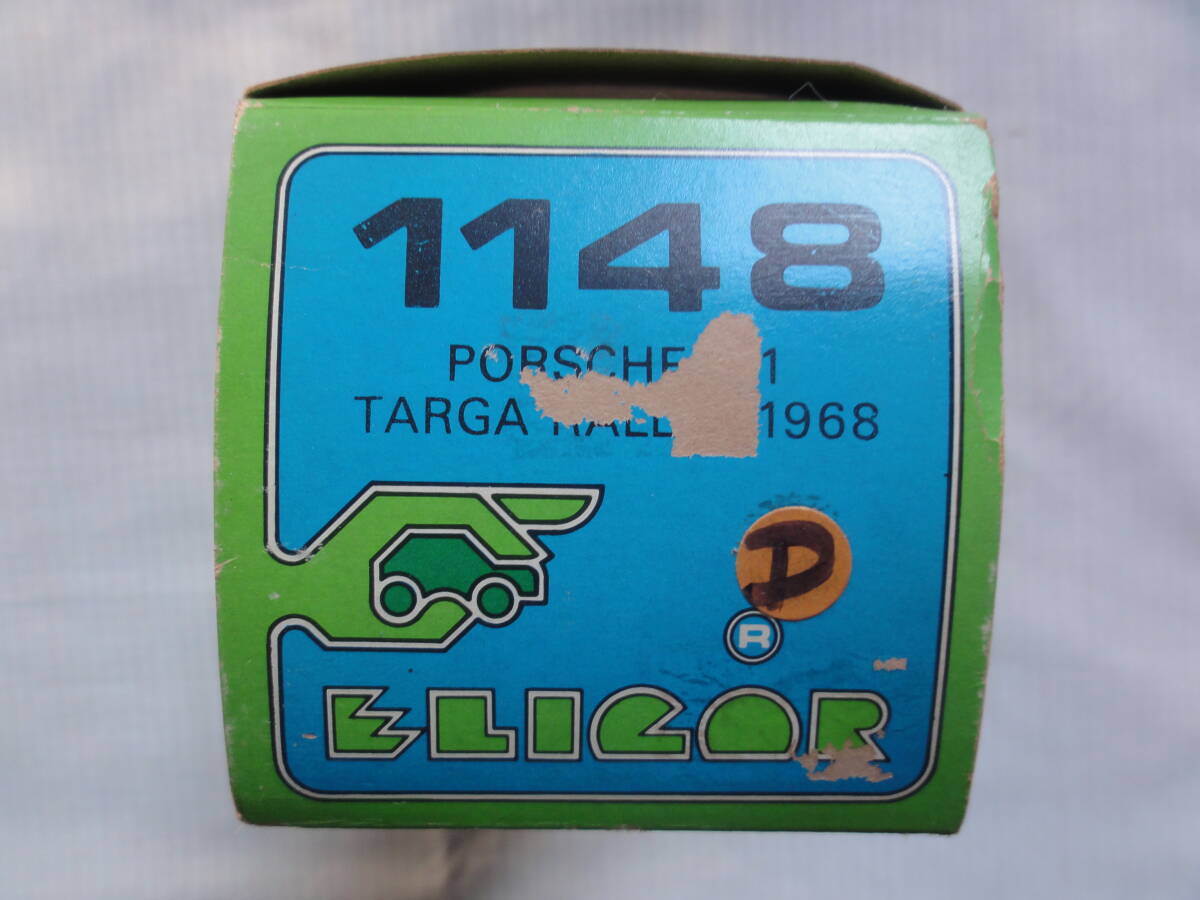 1148
PORSCHE
TARGA 1968
D
R
ELIGOR